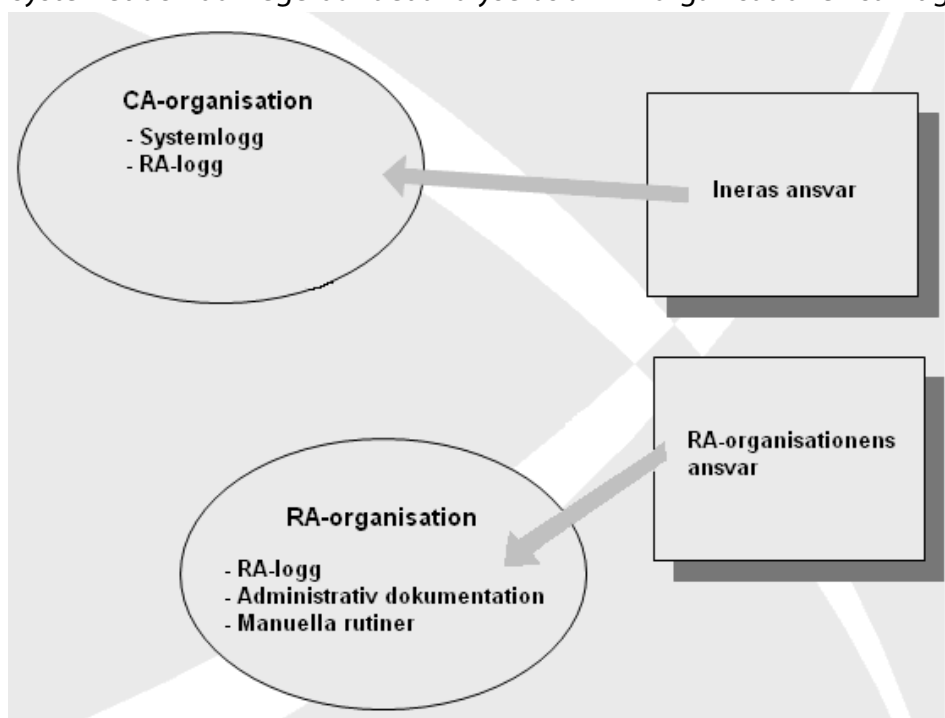 CA-organisation
- Systemlogg
- RA-logg
Ineras ansvar
RA-organisationens
ansvar
RA-organisation
- RA-logg
- Administrativ dokumentation
- Manuella rutiner